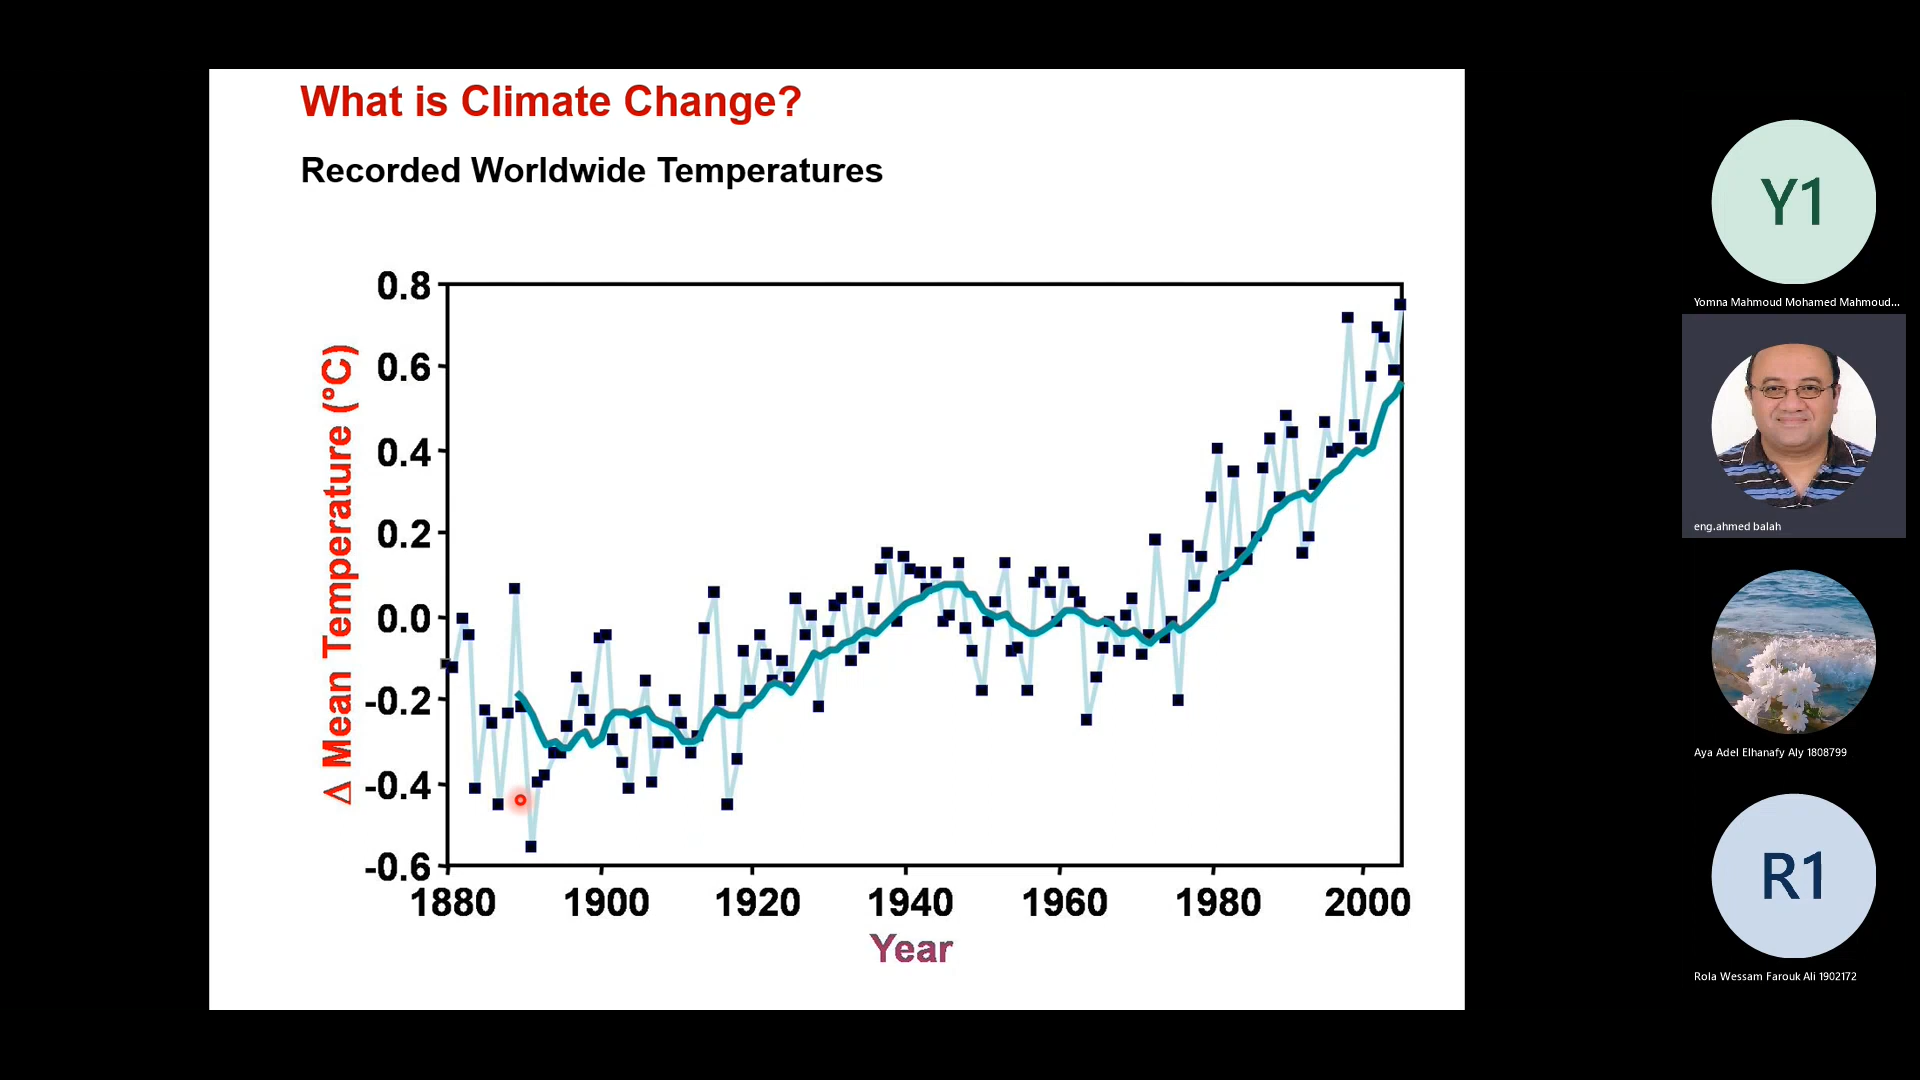 What is Climate Change?
Recorded Worldwide Temperatures
Δ Mean Temperature (°C)
0.8
0.6
0.4
0.2
0.0
-0.2
-0.4
-0.6
1880 1900 1920 1940 1960 1980 2000
Year
Y1
Yomna Mahmoud Mohamed Mahmoud...
eng.ahmed balah
Aya Adel Elhanafy Aly 1808799
R1
Rola Wessam Farouk Ali 1902172